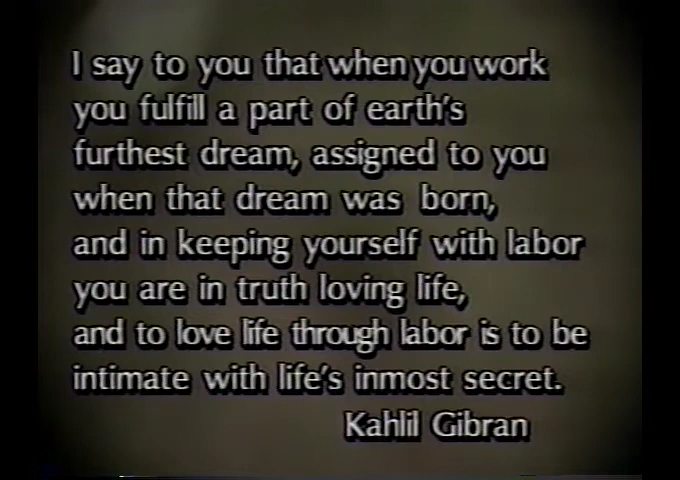 I say to you that when you work
you fulfill a part of earth's
furthest dream, assigned to you
when that dream was born,
and in keeping yourself with labor
you are in truth loving life,
and to love life through labor is to be
intimate with life's inmost secret.
Kahlil Gibran